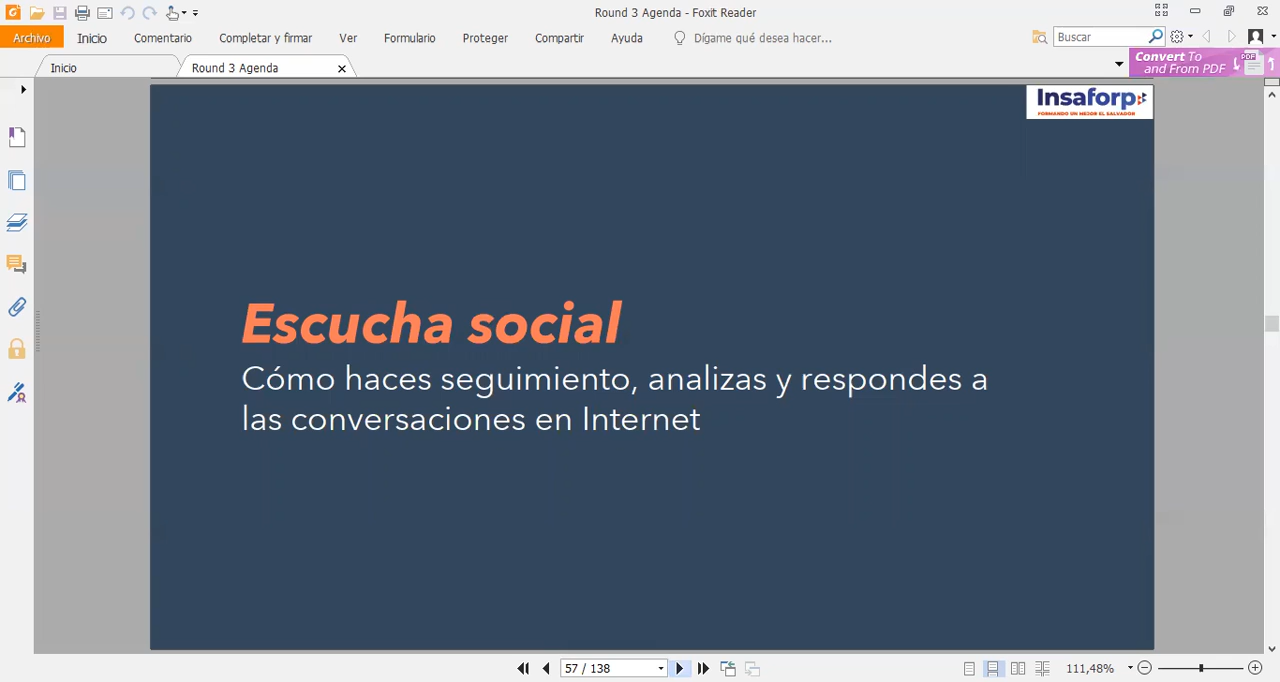 Round 3 Agenda - Foxit Reader
Archivo Inicio Comentario Completar y firmar Ver Formulario Proteger Compartir Ayuda Dígame qué desea hacer... Buscar
Inicio Round 3 Agenda
Convert To
and From PDF
PDF
Insaforp
FORMANDO UN MEJOR EL SALVADOR
Escucha social
Cómo haces seguimiento, analizas y respondes a
las conversaciones en Internet
57 / 138 111,48%